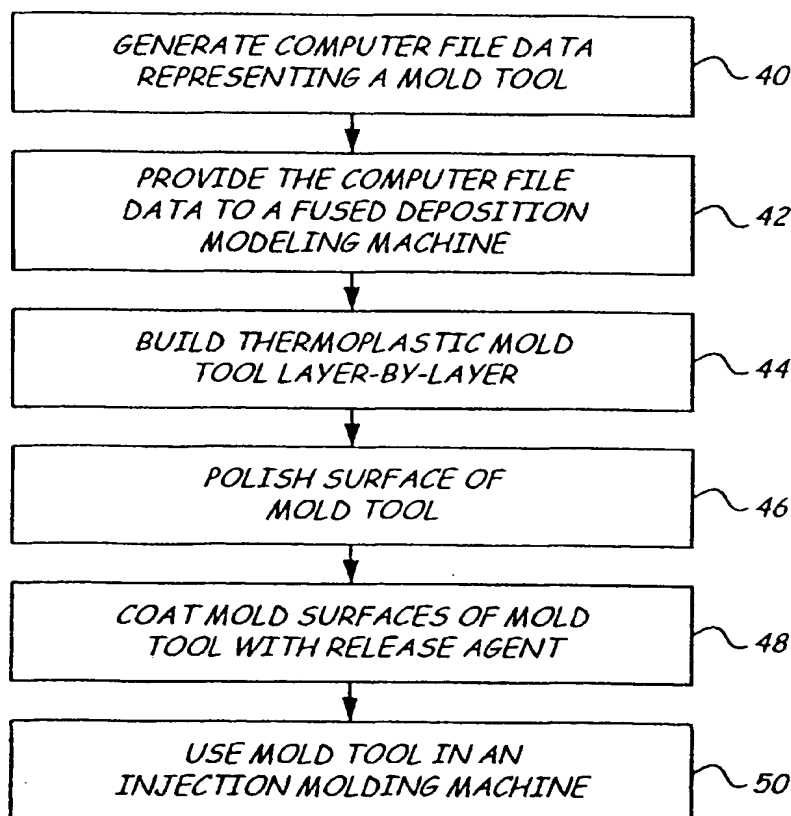 GENERATE COMPUTER FILE DATA
REPRESENTING A MOLD TOOL
40
PROVIDE THE COMPUTER FILE
DATA TO A FUSED DEPOSITION
MODELING MACHINE
42
BUILD THERMOPLASTIC MOLD
TOOL LAYER-BY-LAYER
44
POLISH SURFACE OF
MOLD TOOL
46
COAT MOLD SURFACES OF MOLD
TOOL WITH RELEASE AGENT
48
USE MOLD TOOL IN AN
INJECTION MOLDING MACHINE
50